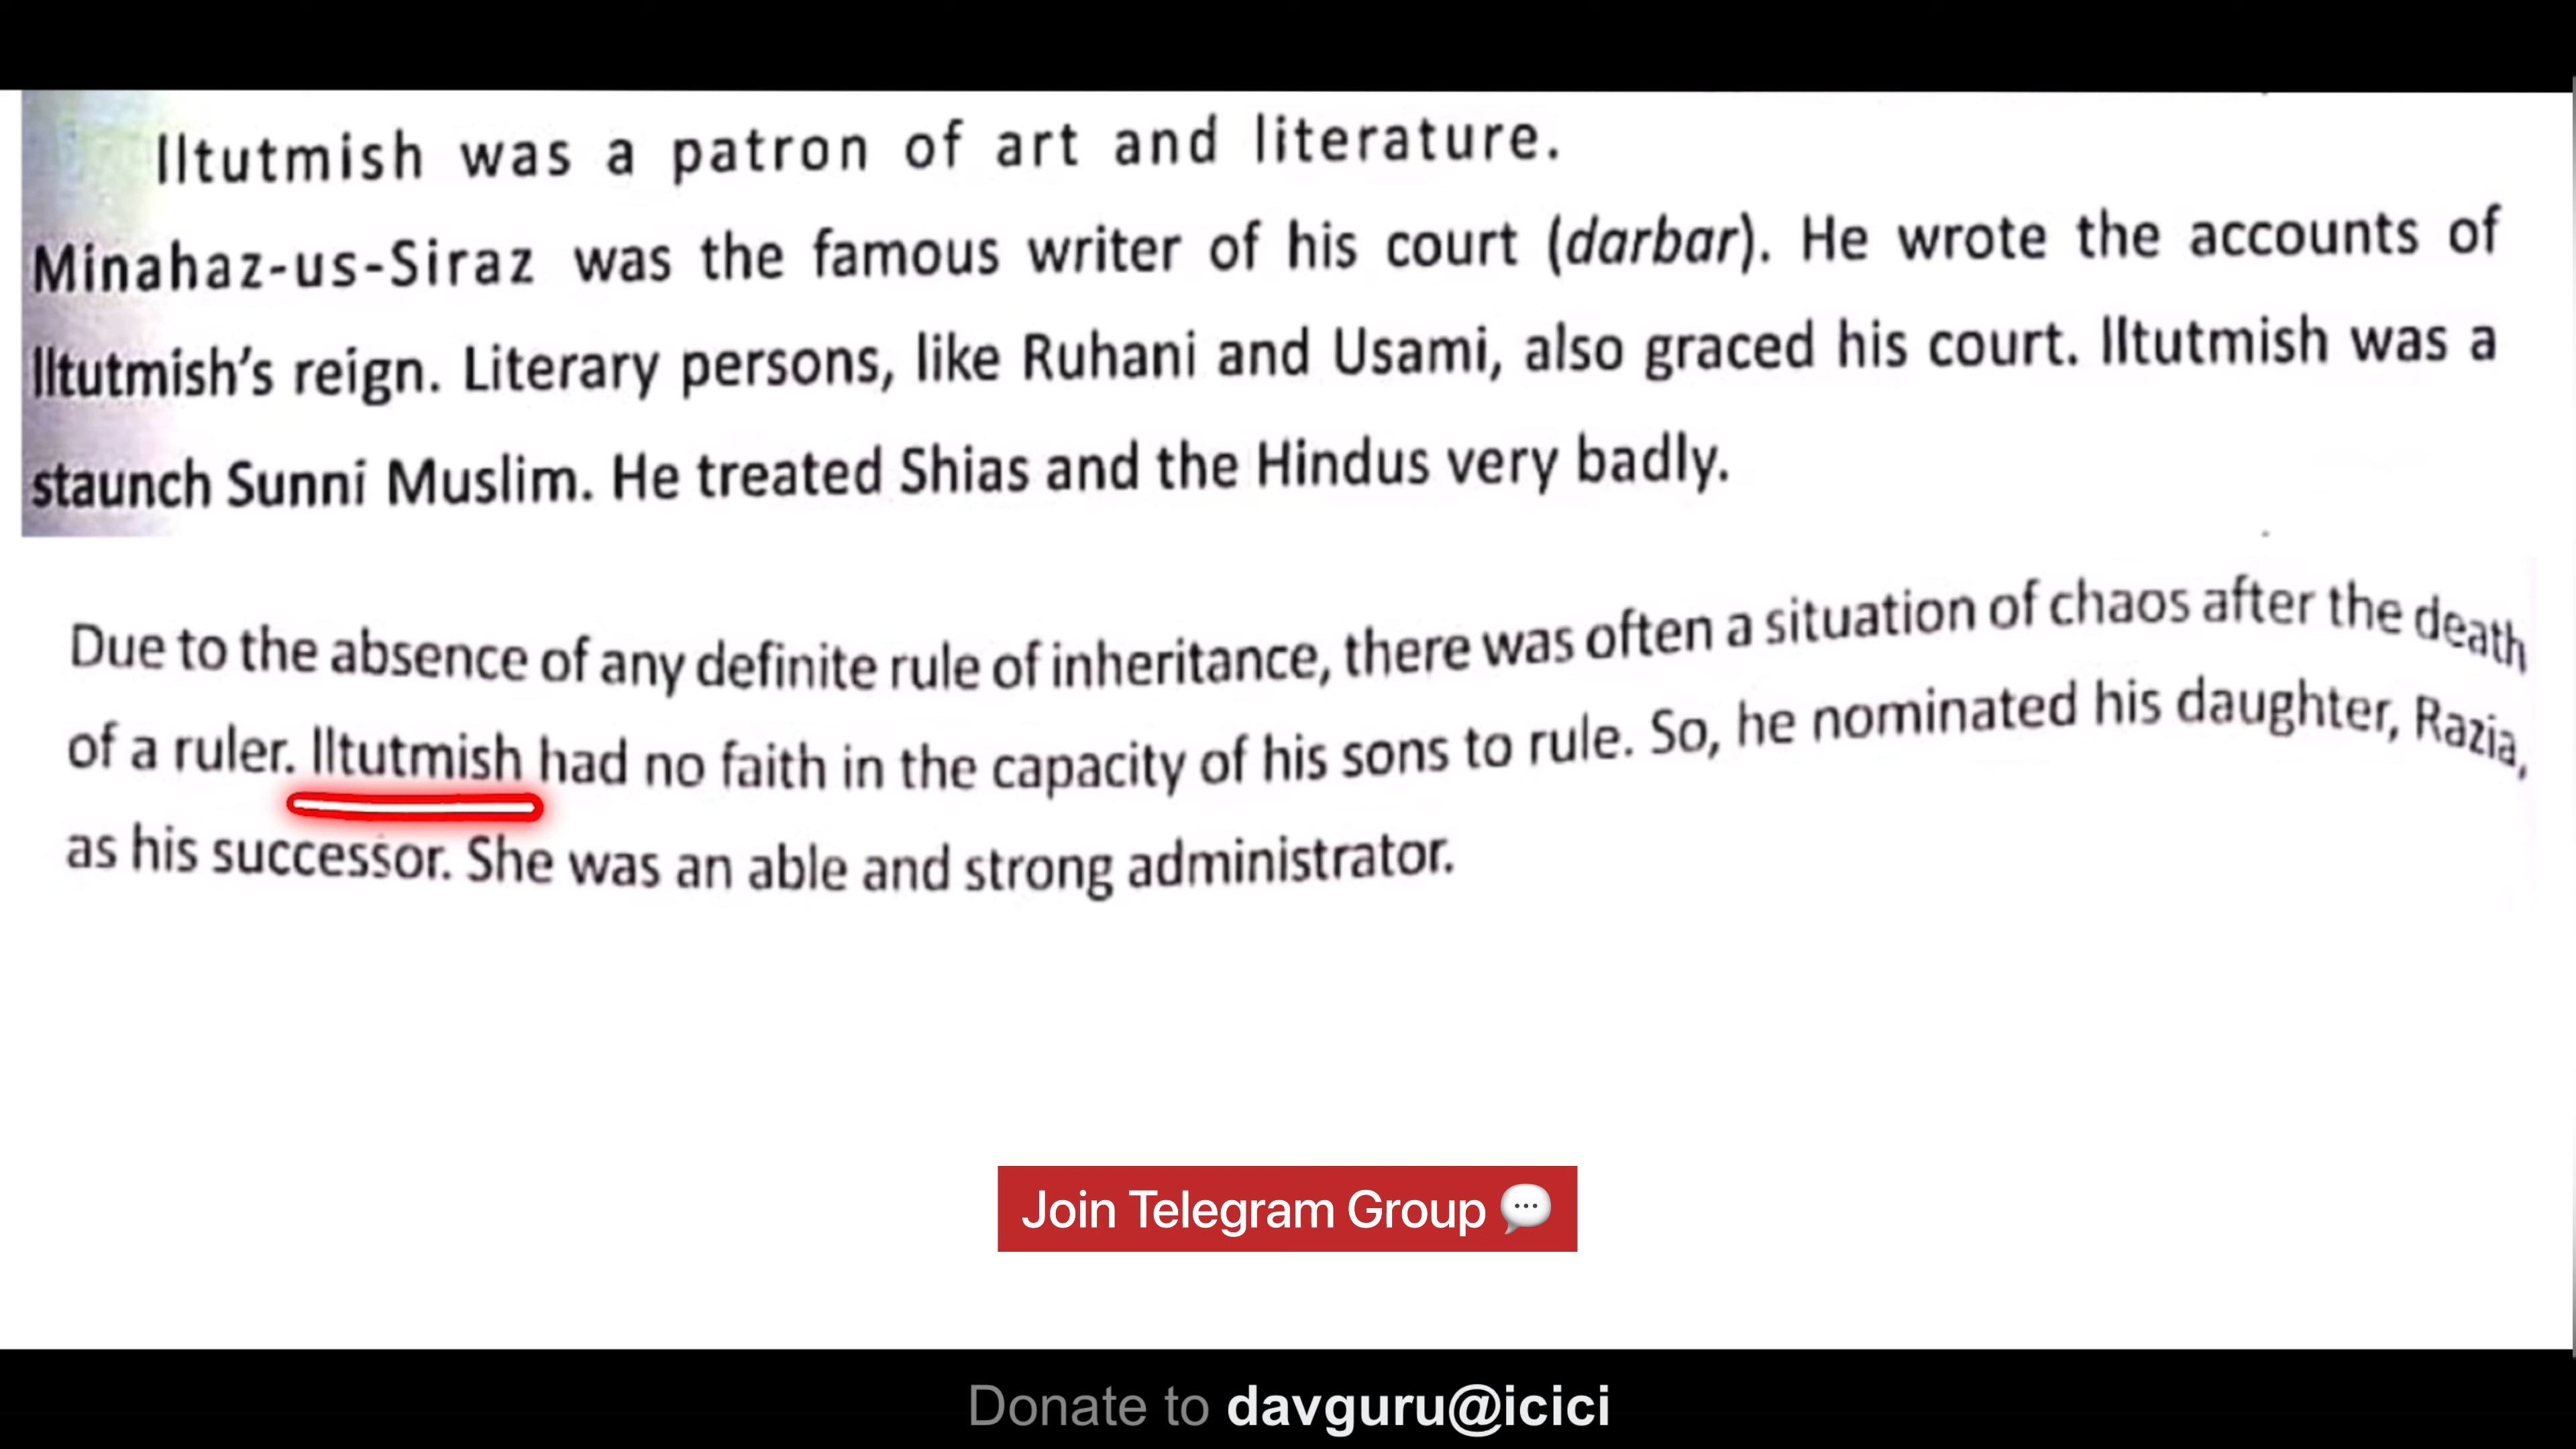 Iltutmish was a patron of art and literature.
Minahaz-us-Siraz was the famous writer of his court (darbar). He wrote the accounts of
Iltutmish's reign. Literary persons, like Ruhani and Usami, also graced his court. Iltutmish was a
staunch Sunni Muslim. He treated Shias and the Hindus very badly.
Due to the absence of any definite rule of inheritance, there was often a situation of chaos after the death
of a ruler. Iltutmish had no faith in the capacity of his sons to rule. So, he nominated his daughter, Razia,
as his successor. She was an able and strong administrator.
Join Telegram Group 💬
Donate to davguru@icici